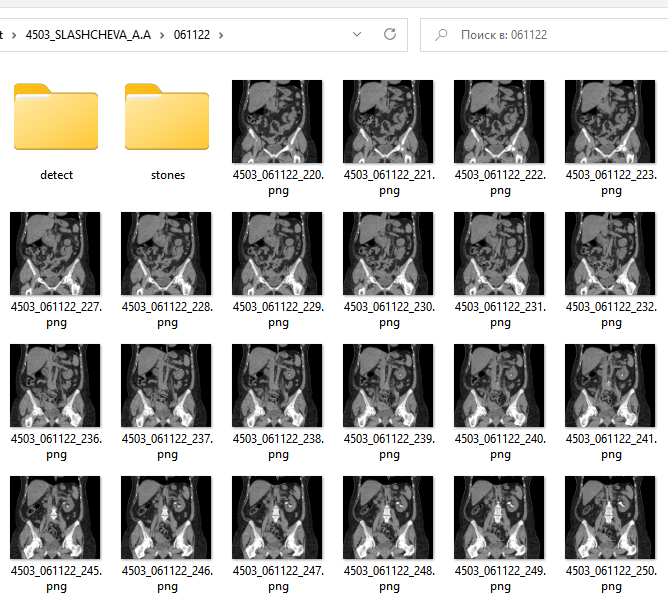 t › 4503_SLASHCHEVA_A.A › 061122 ›
Поиск в: 061122
detect
stones
4503_061122_220.png
4503_061122_221.png
4503_061122_222.png
4503_061122_223.png
4503_061122_227.png
4503_061122_228.png
4503_061122_229.png
4503_061122_230.png
4503_061122_231.png
4503_061122_232.png
4503_061122_236.png
4503_061122_237.png
4503_061122_238.png
4503_061122_239.png
4503_061122_240.png
4503_061122_241.png
4503_061122_245.png
4503_061122_246.png
4503_061122_247.png
4503_061122_248.png
4503_061122_249.png
4503_061122_250.png